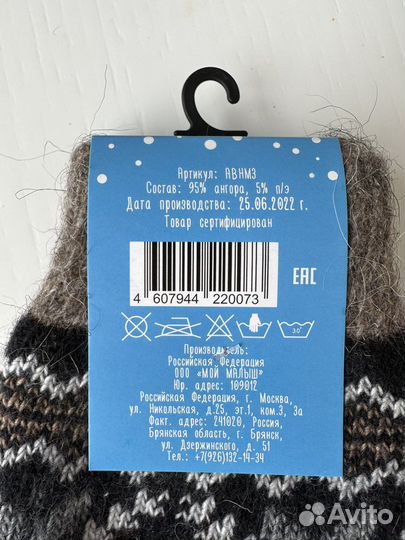 Артикул: АВНМ3
Состав: 95% ангора, 5% п/э
Дата производства: 25.06.2022 г.
Товар сертифицирован
EAC
4 607944 220073
30°
Производитель:
Российская Федерация
ООО «МОЙ МАЛЫШ»
Юр. адрес: 109012
Российская Федерация, г. Москва,
ул. Никольская, д.25, эт.1, ком.3, 3а
Факт. адрес: 241020, Россия,
Брянская область, г. Брянск,
ул. Дзержинского, д. 51
Тел.: +7(926)132-14-34
Avito